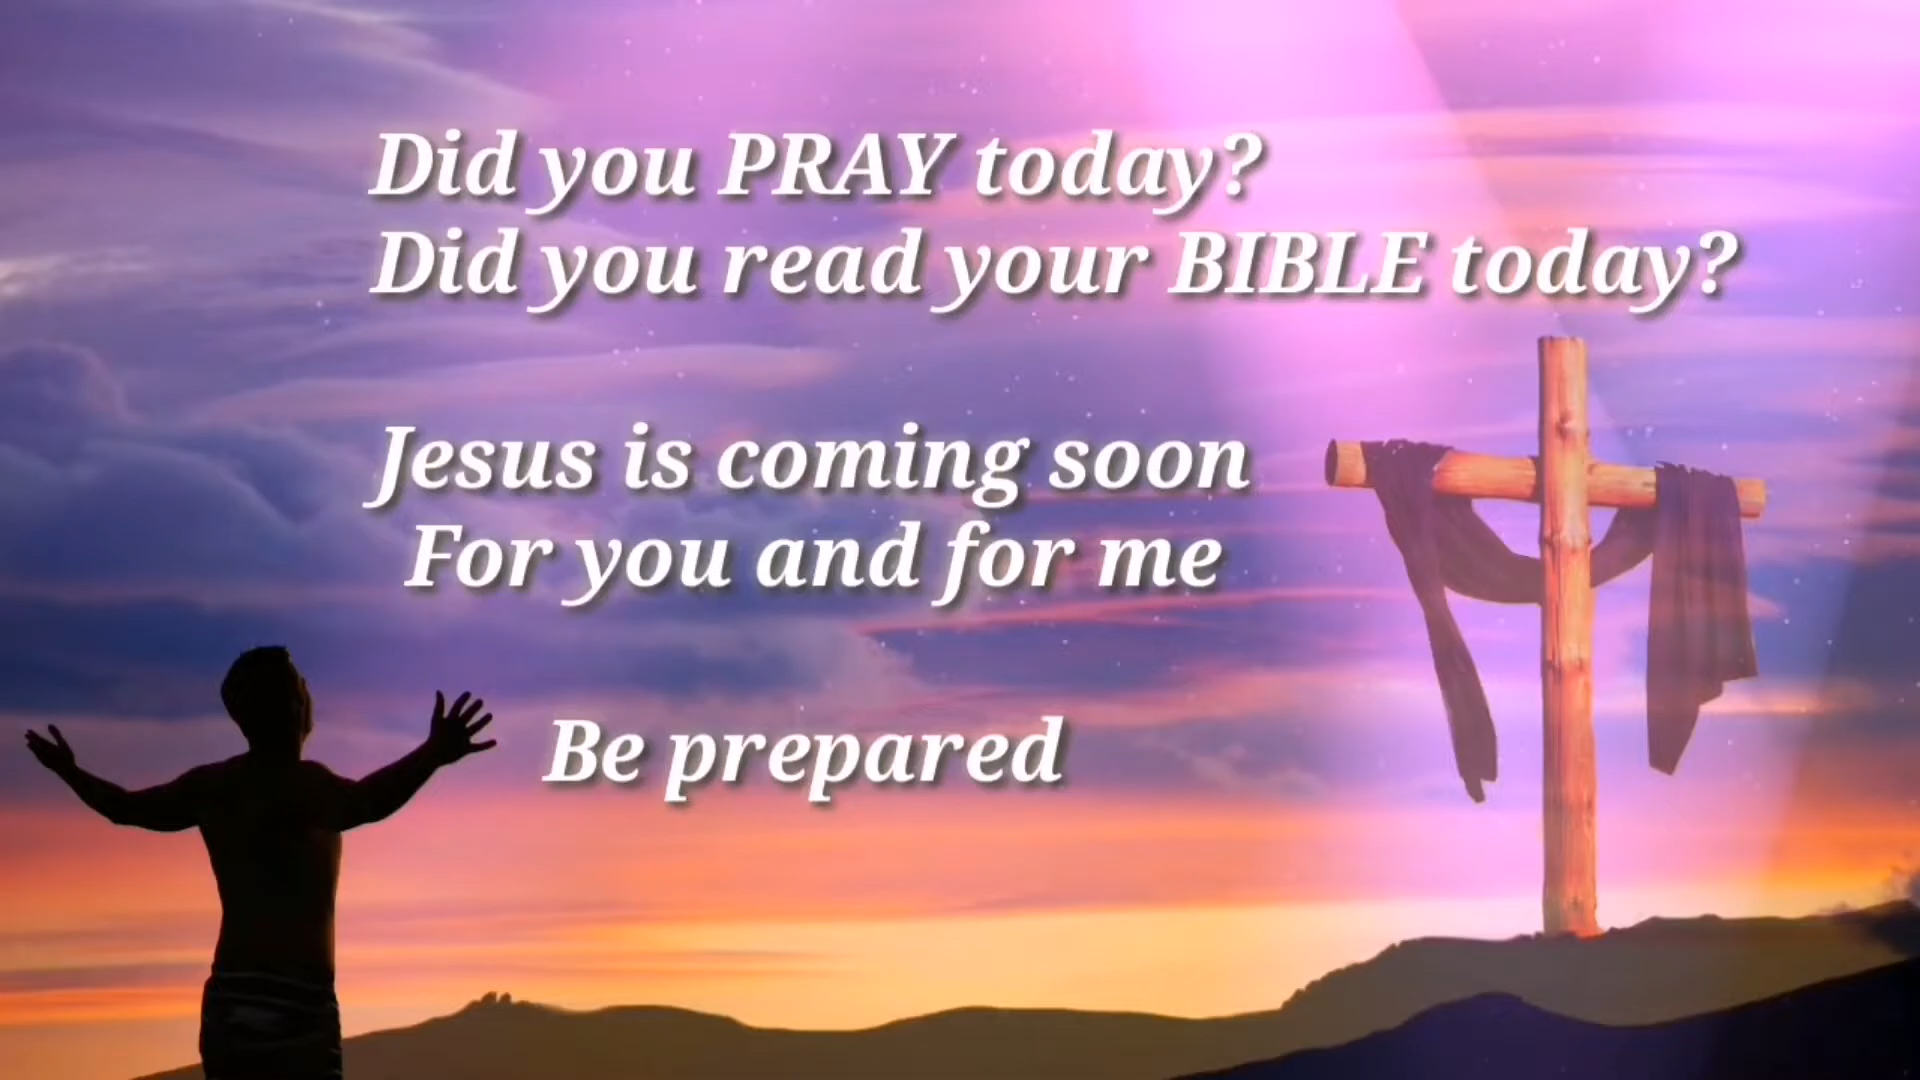 Did you PRAY today?
Did you read your BIBLE today?
Jesus is coming soon
For you and for me
Be prepared